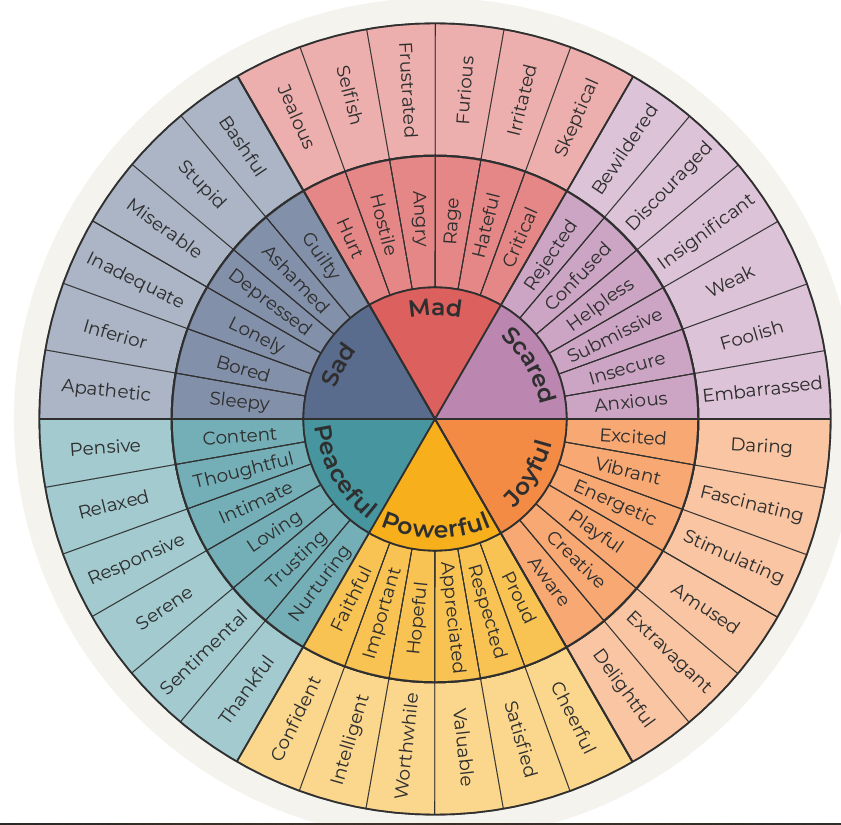 Mad
Hurt
Hostile
Angry
Rage
Hateful
Critical
Jealous
Selfish
Frustrated
Furious
Irritated
Skeptical
Scared
Rejected
Confused
Helpless
Submissive
Insecure
Anxious
Bewildered
Discouraged
Insignificant
Weak
Foolish
Embarrassed
Joyful
Excited
Vibrant
Energetic
Playful
Creative
Aware
Daring
Fascinating
Stimulating
Amused
Extravagant
Delightful
Powerful
Proud
Respected
Appreciated
Hopeful
Important
Faithful
Cheerful
Satisfied
Valuable
Worthwhile
Intelligent
Confident
Peaceful
Nurturing
Trusting
Loving
Intimate
Thoughtful
Content
Thankful
Sentimental
Serene
Responsive
Relaxed
Pensive
Sad
Sleepy
Bored
Lonely
Depressed
Ashamed
Guilty
Apathetic
Inferior
Inadequate
Miserable
Stupid
Bashful